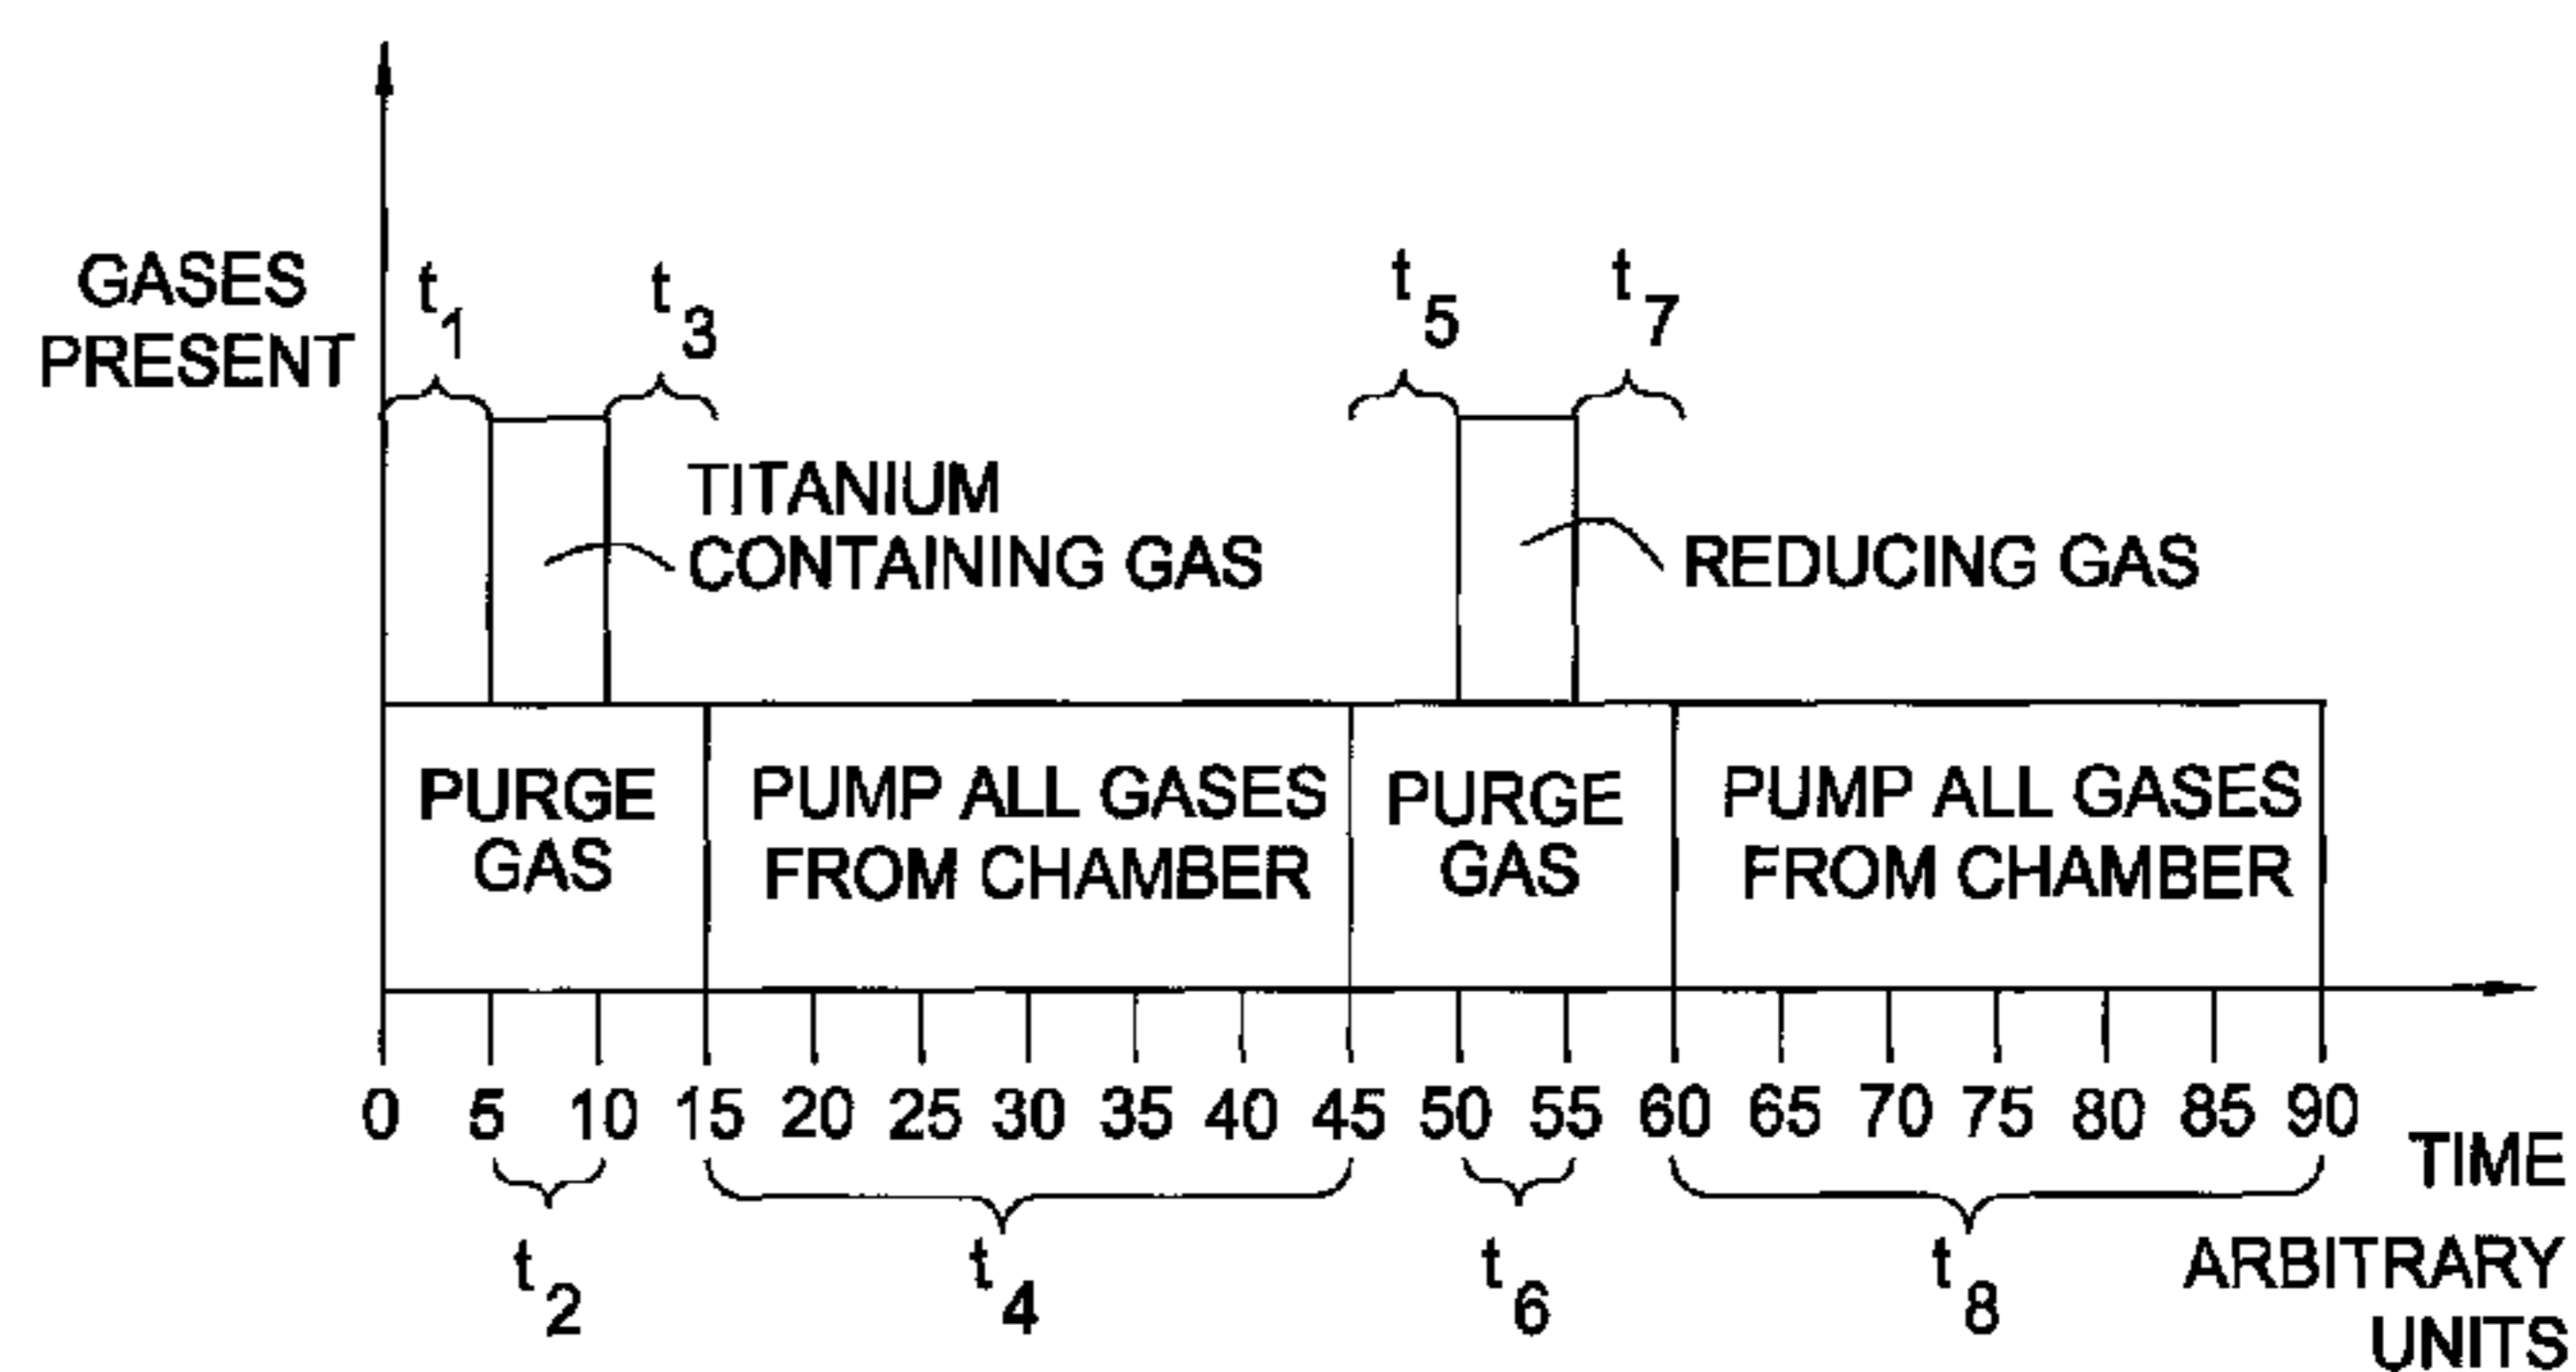 GASES
PRESENT
t1
t3
t5
t7
TITANIUM
CONTAINING GAS
REDUCING GAS
PURGE
GAS
PUMP ALL GASES
FROM CHAMBER
PURGE
GAS
PUMP ALL GASES
FROM CHAMBER
0 5 10 15 20 25 30 35 40 45 50 55 60 65 70 75 80 85 90
TIME
t2
t4
t6
t8
ARBITRARY
UNITS